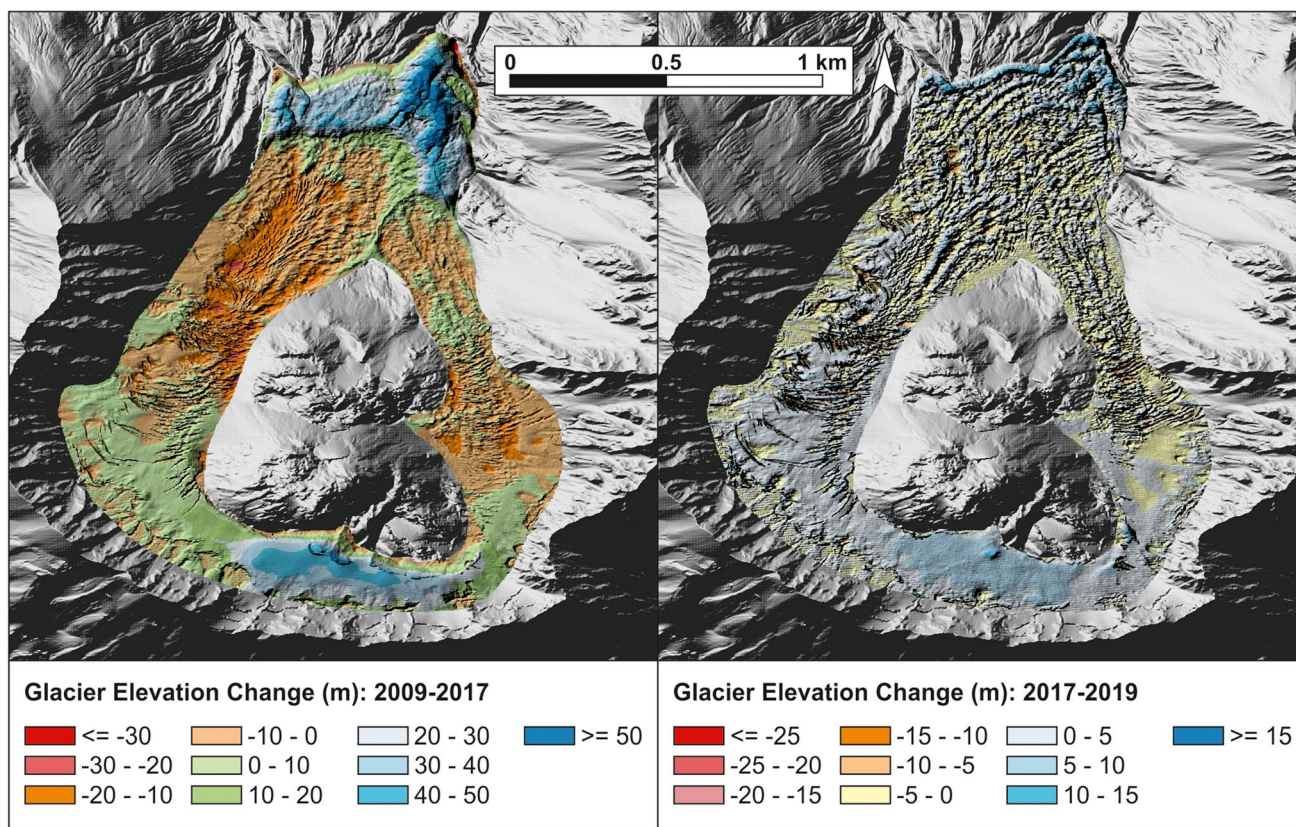 0 0.5 1 km
Glacier Elevation Change (m): 2009-2017
<= -30 -10 - 0 20 - 30 >= 50
-30 - -20 0 - 10 30 - 40
-20 - -10 10 - 20 40 - 50
Glacier Elevation Change (m): 2017-2019
<= -25 -15 - -10 0 - 5 >= 15
-25 - -20 -10 - -5 5 - 10
-20 - -15 -5 - 0 10 - 15